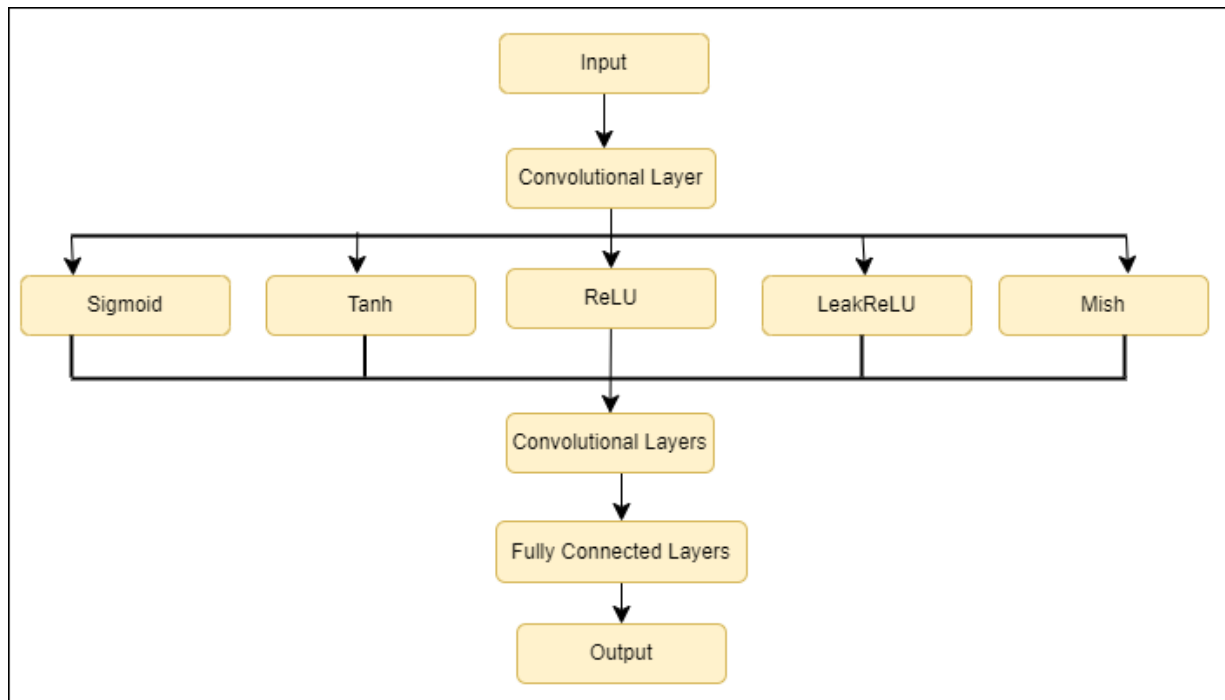 Input
Convolutional Layer
Sigmoid
Tanh
ReLU
LeakReLU
Mish
Convolutional Layers
Fully Connected Layers
Output